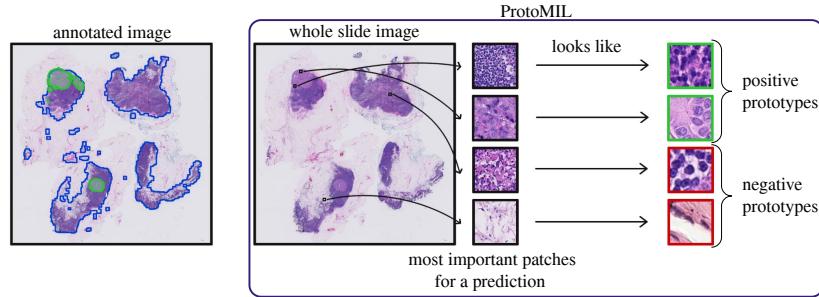 ProtoMIL
annotated image
whole slide image
looks like
positive
prototypes
negative
prototypes
most important patches
for a prediction